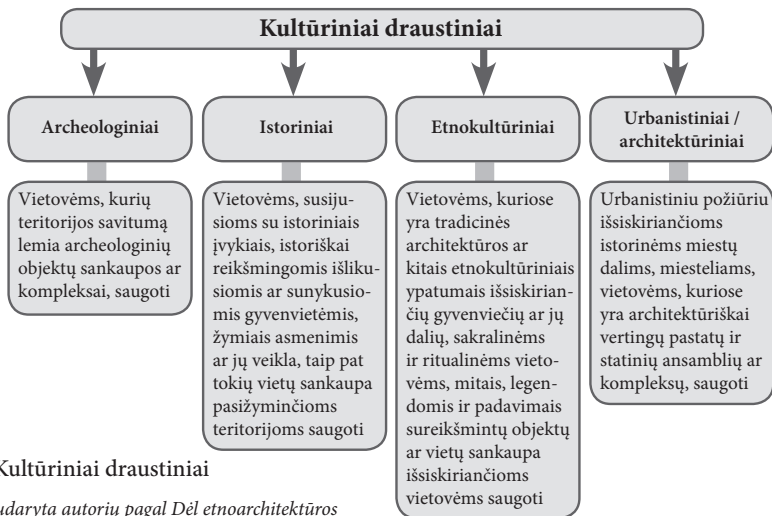 Kultūriniai draustiniai
Archeologiniai
Vietovėms, kurių
teritorijos savitumą
lemia archeologinių
objektų sankaupos ar
kompleksai, saugoti
Istoriniai
Vietovėms, susiju-
sioms su istoriniais
įvykiais, istoriškai
reikšmingomis išliku-
siomis ar sunykusio-
mis gyvenvietėmis,
žymiais asmenimis
ar jų veikla, taip pat
tokių vietų sankaupa
pasižyminčioms
teritorijoms saugoti
Etnokultūriniai
Vietovėms, kuriose
yra tradicinės
architektūros ar
kitais etnokultūriniais
ypatumais išsiskirian-
čių gyvenviečių ar jų
dalių, sakralinėms
ir ritualinėms vieto-
vėms, mitais, legen-
domis ir padavimais
sureikšmintų objektų
ar vietų sankaupa
išsiskiriančioms
vietovėms saugoti
Urbanistiniai /
architektūriniai
Urbanistiniu požiūriu
išsiskiriančioms
istorinėms miestų
dalims, miesteliams,
vietovėms, kuriose
yra architektūriškai
vertingų pastatų ir
statinių ansamblių ar
kompleksų, saugoti
Kultūriniai draustiniai
udaryta autorių pagal Dėl etnoarchitektūros